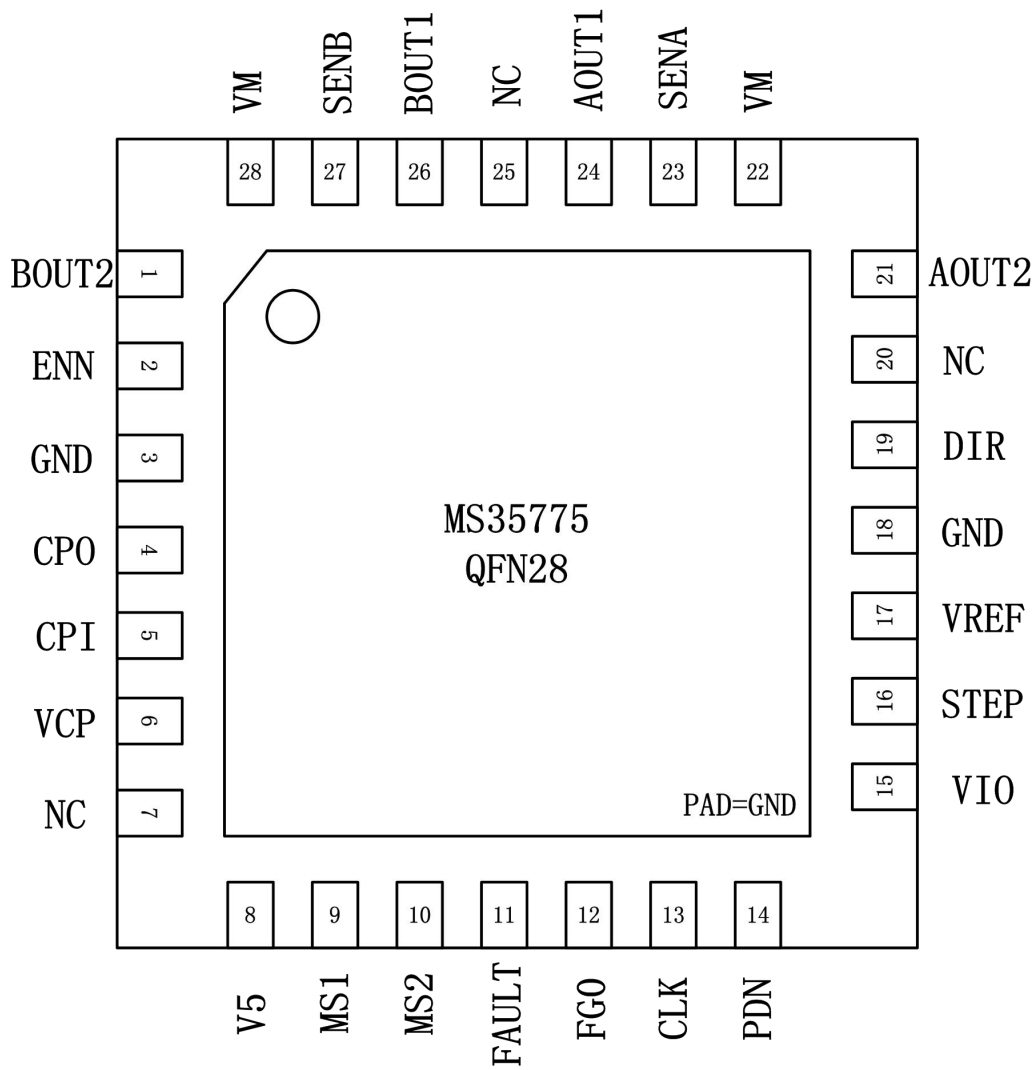 VM SENB BOUT1 NC AOUT1 SENA VM
28 27 26 25 24 23 22
BOUT2 1 21 AOUT2
ENN 2 20 NC
GND 3 19 DIR
CPO 4 18 GND
CPI 5 17 VREF
VCP 6 16 STEP
NC 7 15 VIO
MS35775
QFN28
PAD=GND
8 9 10 11 12 13 14
V5 MS1 MS2 FAULT FGO CLK PDN